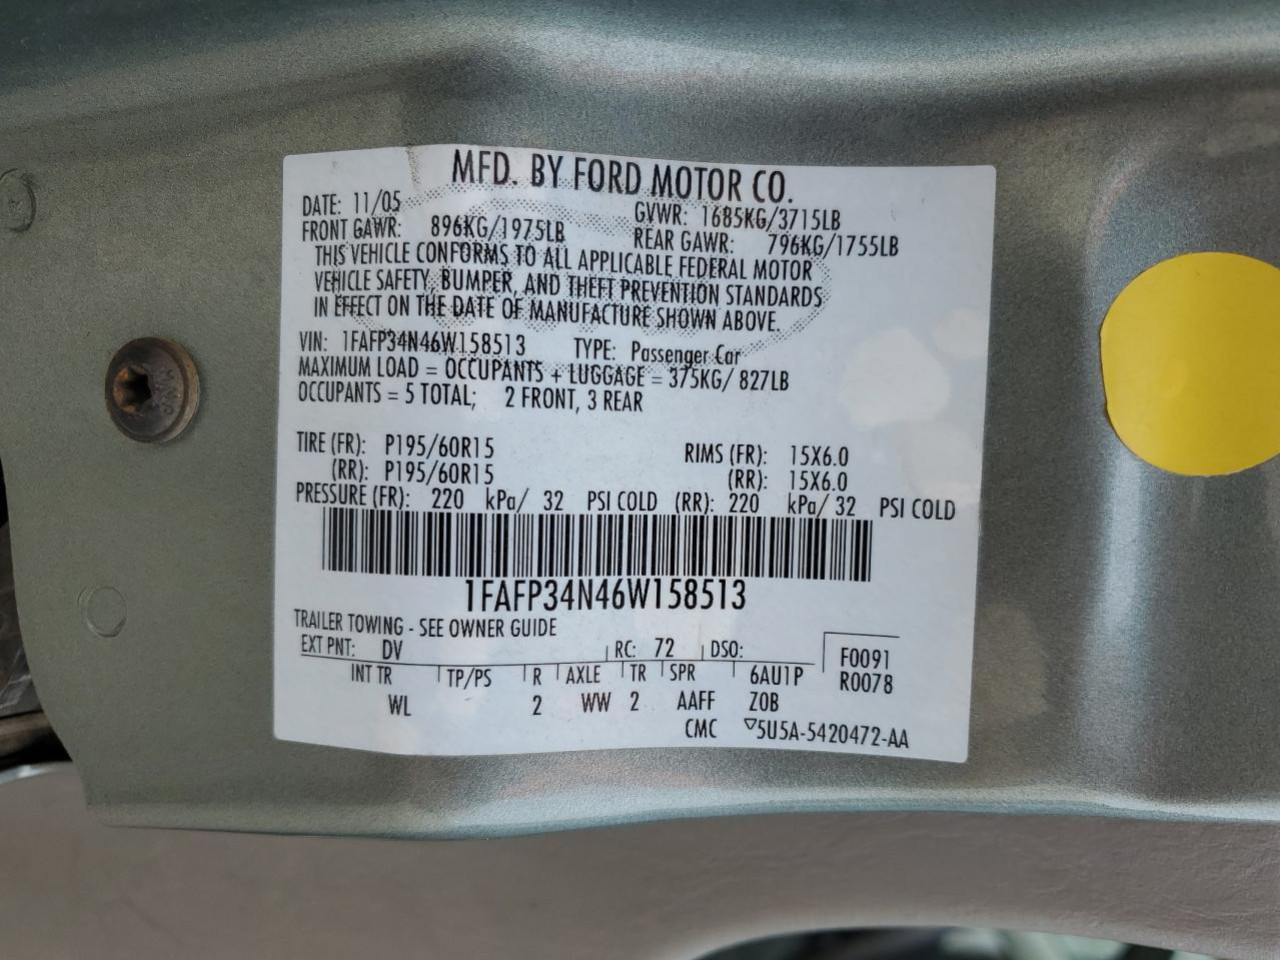 MFD. BY FORD MOTOR CO.
DATE: 11/05 GVWR: 1685KG/3715LB
FRONT GAWR: 896KG/1975LB REAR GAWR: 796KG/1755LB
THIS VEHICLE CONFORMS TO ALL APPLICABLE FEDERAL MOTOR
VEHICLE SAFETY, BUMPER, AND THEFT PREVENTION STANDARDS
IN EFFECT ON THE DATE OF MANUFACTURE SHOWN ABOVE.
VIN: 1FAFP34N46W158513 TYPE: Passenger Car
MAXIMUM LOAD = OCCUPANTS + LUGGAGE = 375KG/ 827LB
OCCUPANTS = 5 TOTAL; 2 FRONT, 3 REAR
TIRE (FR): P195/60R15 RIMS (FR): 15X6.0
(RR): P195/60R15 (RR): 15X6.0
PRESSURE (FR): 220 kPa/ 32 PSI COLD (RR): 220 kPa/ 32 PSI COLD
1FAFP34N46W158513
TRAILER TOWING - SEE OWNER GUIDE
EXT PNT: DV RC: 72 DSO: F0091
INT TR TP/PS R AXLE TR SPR 6AU1P R0078
WL 2 WW 2 AAFF Z0B
CMC ▽5U5A-5420472-AA